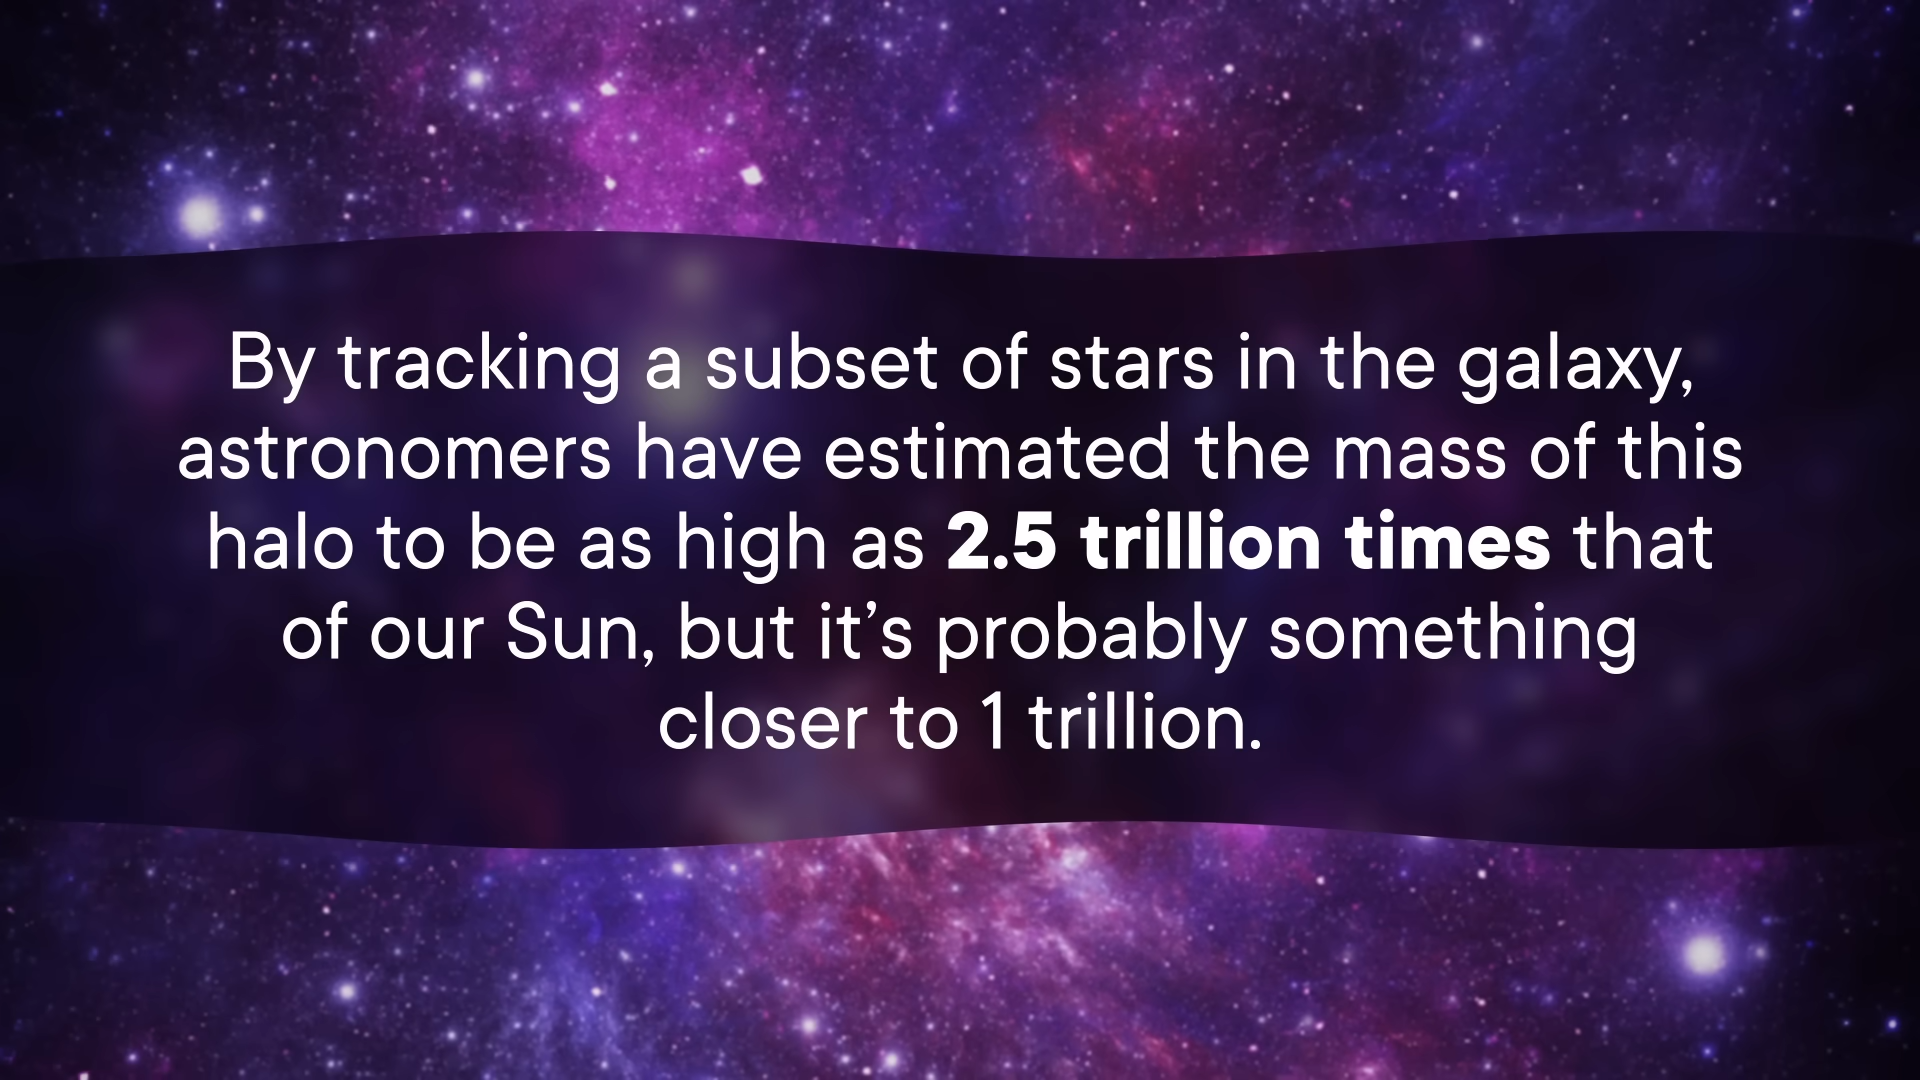 By tracking a subset of stars in the galaxy,
astronomers have estimated the mass of this
halo to be as high as 2.5 trillion times that
of our Sun, but it’s probably something
closer to 1 trillion.